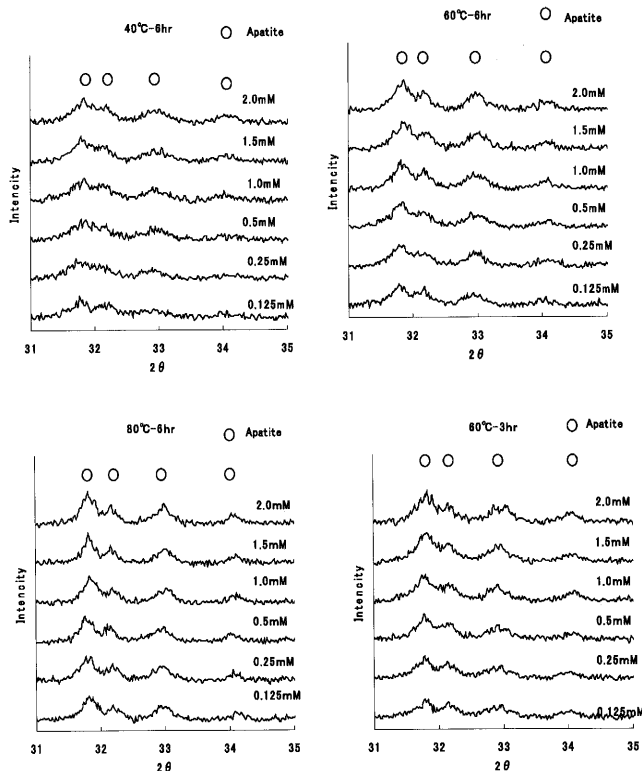 40℃-6hr
Apatite
2.0mM
1.5mM
1.0mM
0.5mM
0.25mM
0.125mM
Intencity
31 32 33 34 35
2θ
60℃-6hr
Apatite
2.0mM
1.5mM
1.0mM
0.5mM
0.25mM
0.125mM
Intencity
31 32 33 34 35
2θ
80℃-6hr
Apatite
2.0mM
1.5mM
1.0mM
0.5mM
0.25mM
0.125mM
Intencity
31 32 33 34 35
2θ
60℃-3hr
Apatite
2.0mM
1.5mM
1.0mM
0.5mM
0.25mM
0.125mM
Intencity
31 32 33 34 35
2θ